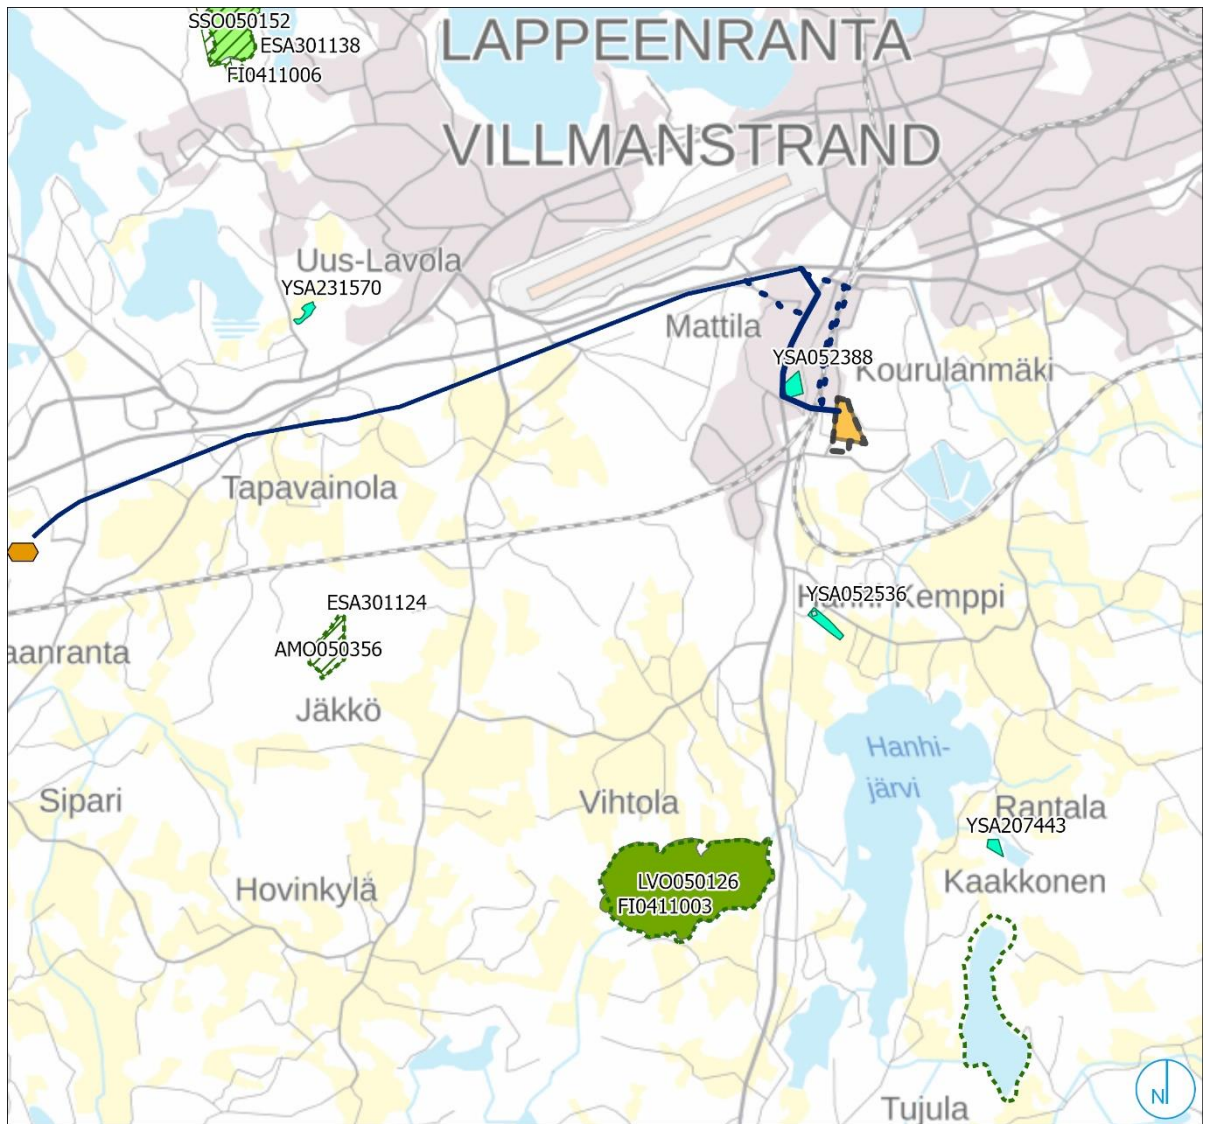 SSO050152
ESA301138
FI0411006
LAPPEENRANTA
VILLMANSTRAND
Uus-Lavola
YSA231570
Mattila
YSA052388
Kourulanmäki
Tapavainola
YSA052536
Kemppi
ESA301124
AMO050356
aanranta
Jäkkö
Hanhi-
järvi
Sipari
Vihtola
Rantala
YSA207443
LVO050126
FI0411003
Kaakkonen
Hovinkylä
Tujula
N